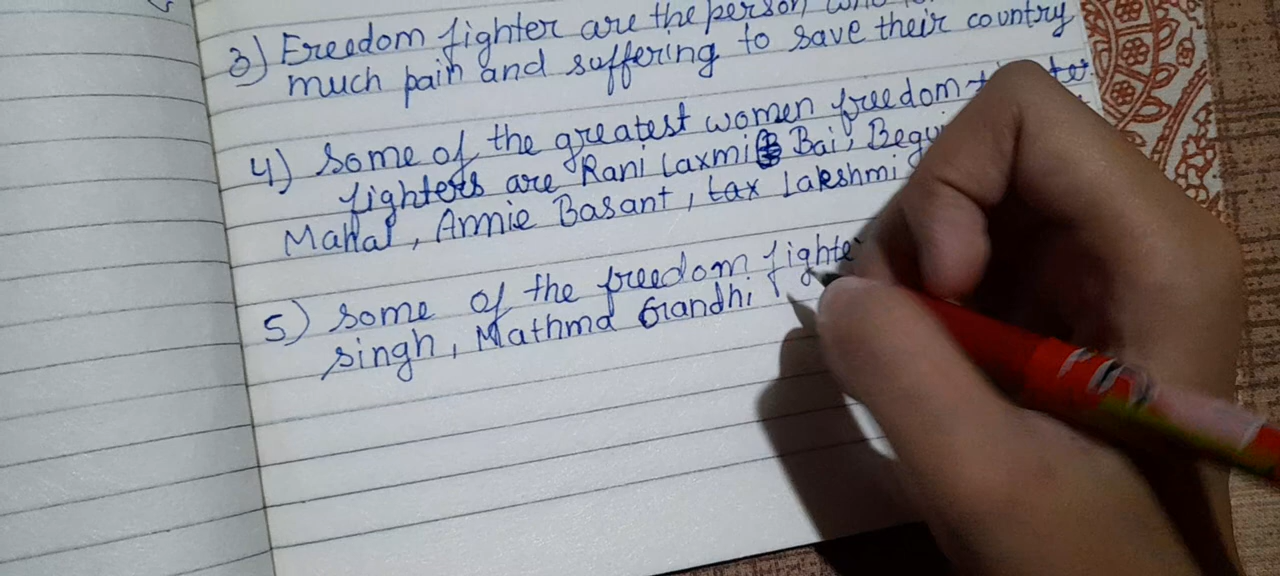 3) Freedom fighter are the person
much pain and suffering to save their country
4) Some of the greatest women freedom
fighters are Rani Laxmi Bai, Begu
Mahal, Annie Basant, Lax Lakshmi
5) Some of the freedom fighte
singh, Mathma Gandhi,